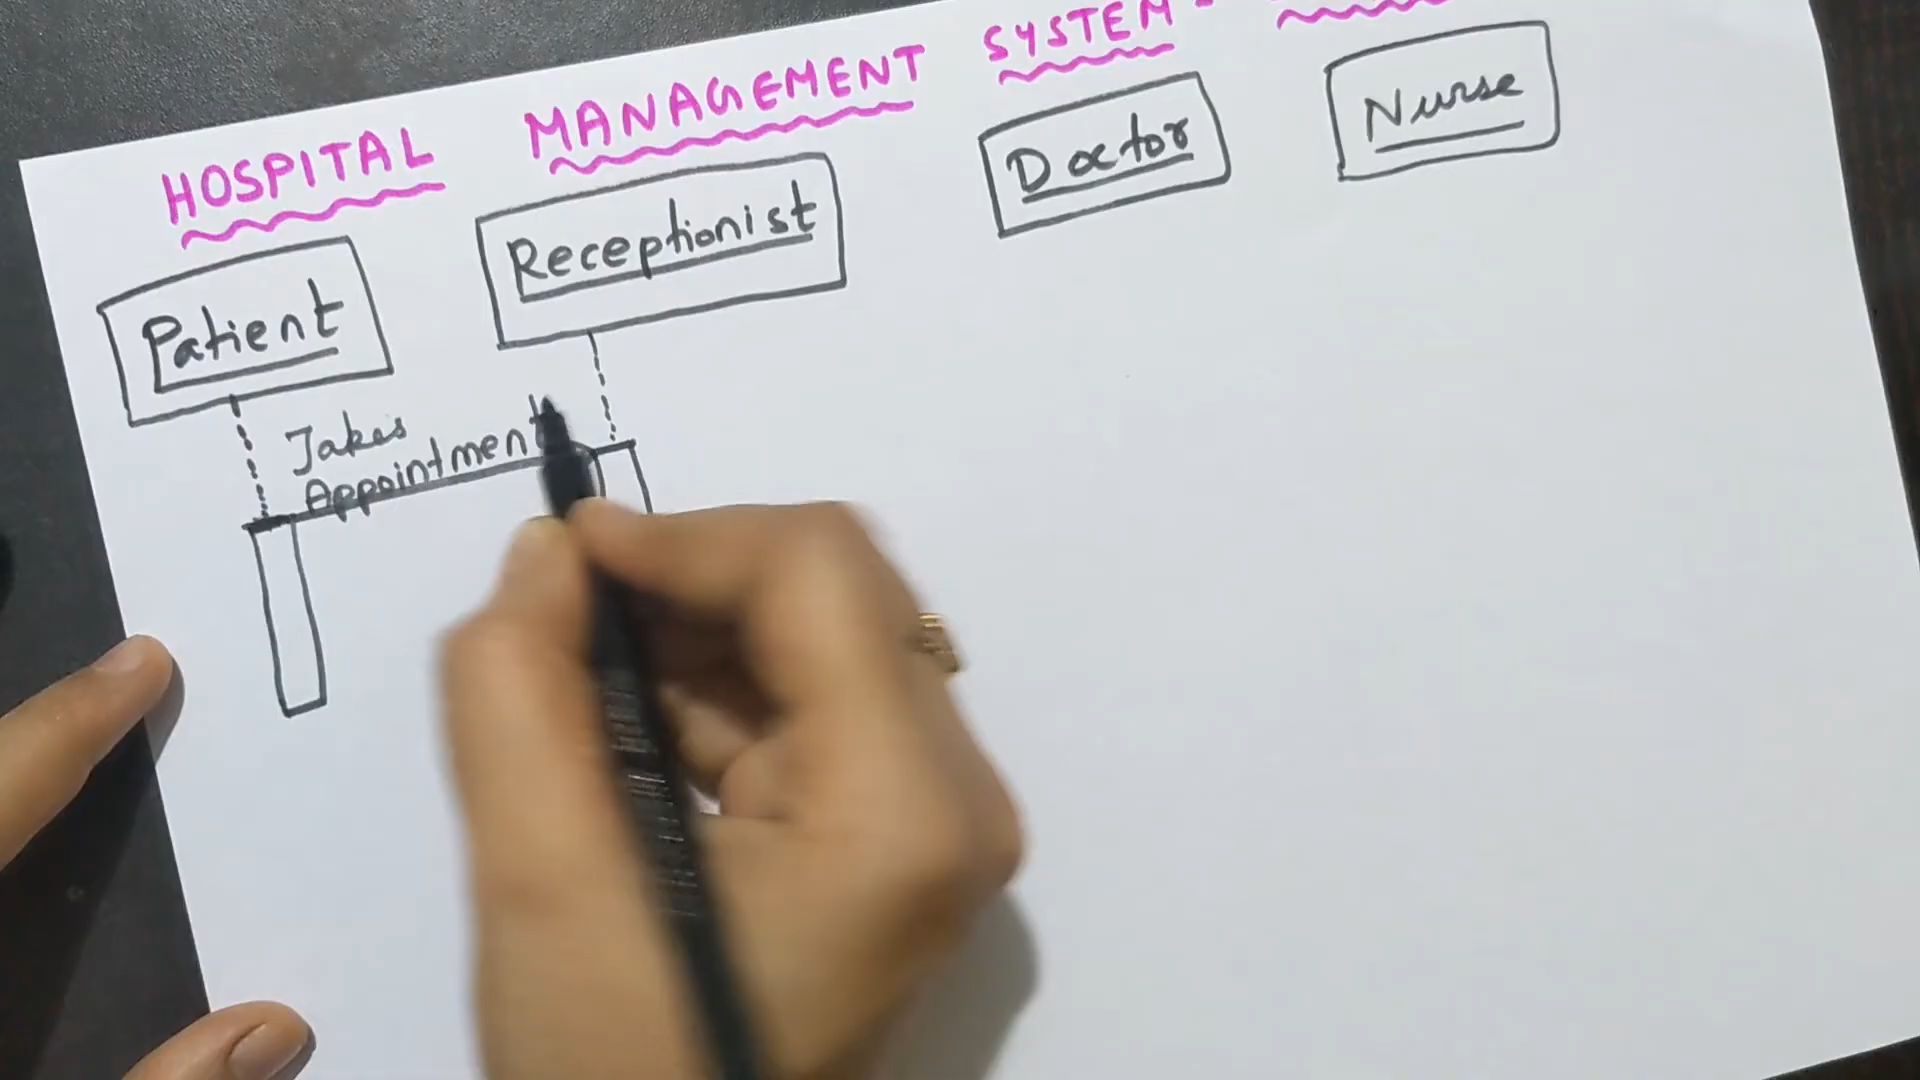 HOSPITAL MANAGEMENT SYSTEM -
Patient
Receptionist
Doctor
Nurse
Takes
Appointment